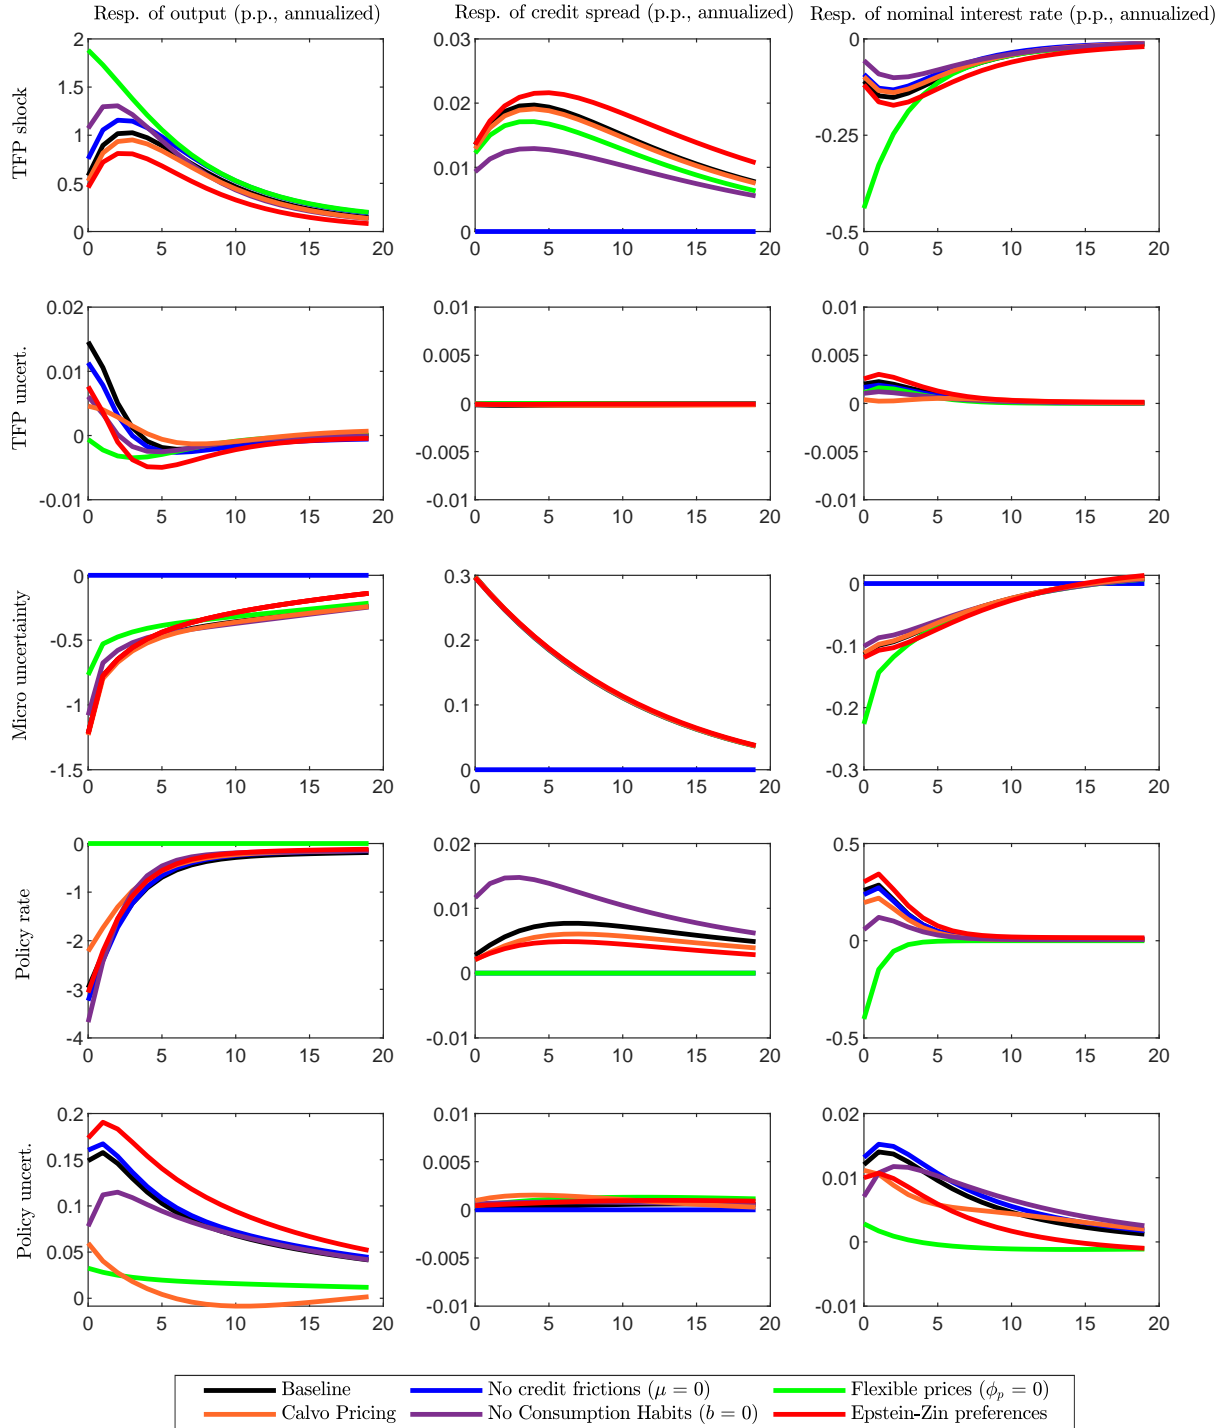 Resp. of output (p.p., annualized) Resp. of credit spread (p.p., annualized) Resp. of nominal interest rate (p.p., annualized)
TFP shock
2
1.5
1
0.5
0
0 5 10 15 20
0.03
0.02
0.01
0
0 5 10 15 20
0
-0.25
-0.5
0 5 10 15 20
TFP uncert.
0.02
0.01
0
-0.01
0 5 10 15 20
0.01
0.005
0
-0.005
-0.01
0 5 10 15 20
0.01
0.005
0
-0.005
-0.01
0 5 10 15 20
Micro uncertainty
0
-0.5
-1
-1.5
0 5 10 15 20
0.3
0.2
0.1
0
0 5 10 15 20
0
-0.1
-0.2
-0.3
0 5 10 15 20
Policy rate
0
-1
-2
-3
-4
0 5 10 15 20
0.02
0.01
0
-0.01
0 5 10 15 20
0.5
0
-0.5
0 5 10 15 20
Policy uncert.
0.2
0.15
0.1
0.05
0
0 5 10 15 20
0.01
0.005
0
-0.005
-0.01
0 5 10 15 20
0.02
0.01
0
-0.01
0 5 10 15 20
Baseline No credit frictions (μ = 0) Flexible prices (ϕ_p = 0)
Calvo Pricing No Consumption Habits (b = 0) Epstein-Zin preferences